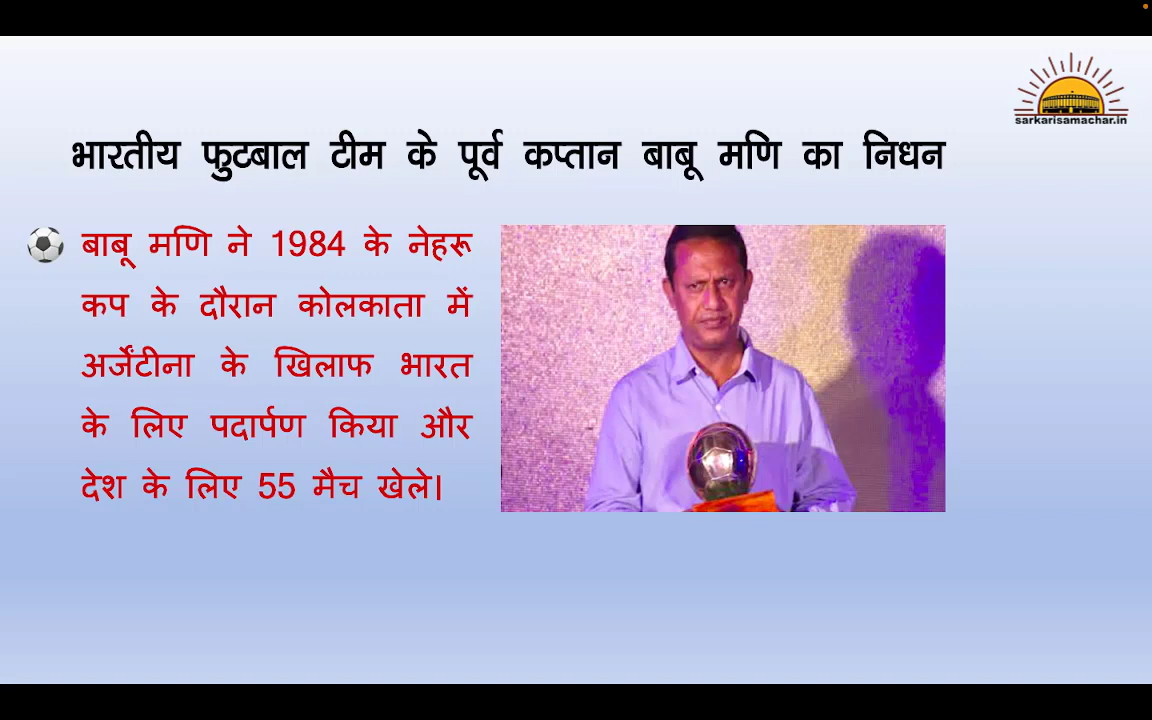 sarkarisamachar.in
भारतीय फुटबाल टीम के पूर्व कप्तान बाबू मणि का निधन
बाबू मणि ने 1984 के नेहरू
कप के दौरान कोलकाता में
अर्जेंटीना के खिलाफ भारत
के लिए पदार्पण किया और
देश के लिए 55 मैच खेले।